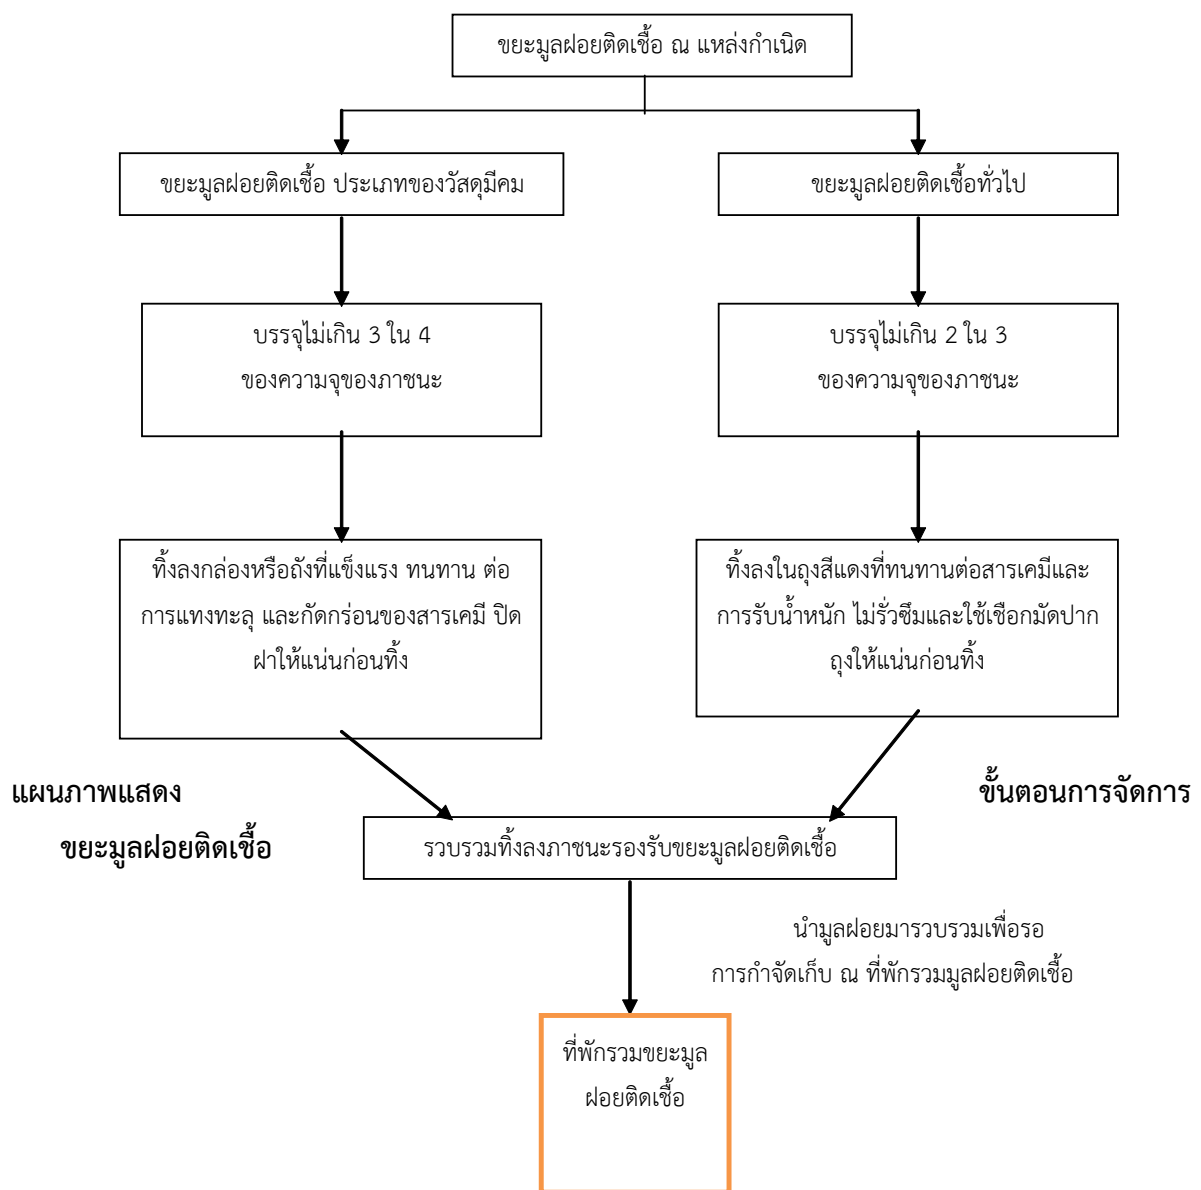 ขยะมูลฝอยติดเชื้อ ณ แหล่งกำเนิด
ขยะมูลฝอยติดเชื้อ ประเภทของวัสดุมีคม
ขยะมูลฝอยติดเชื้อทั่วไป
บรรจุไม่เกิน 3 ใน 4
ของความจุของภาชนะ
บรรจุไม่เกิน 2 ใน 3
ของความจุของภาชนะ
ทิ้งลงกล่องหรือถังที่แข็งแรง ทนทาน ต่อ
การแทงทะลุ และกัดกร่อนของสารเคมี ปิด
ฝาให้แน่นก่อนทิ้ง
ทิ้งลงในถุงสีแดงที่ทนทานต่อสารเคมีและ
การรับน้ำหนัก ไม่รั่วซึมและใช้เชือกมัดปาก
ถุงให้แน่นก่อนทิ้ง
แผนภาพแสดง
ขั้นตอนการจัดการ
ขยะมูลฝอยติดเชื้อ
รวบรวมทิ้งลงภาชนะรองรับขยะมูลฝอยติดเชื้อ
นำมูลฝอยมารวบรวมเพื่อรอ
การกำจัดเก็บ ณ ที่พักรวมมูลฝอยติดเชื้อ
ที่พักรวมขยะมูล
ฝอยติดเชื้อ